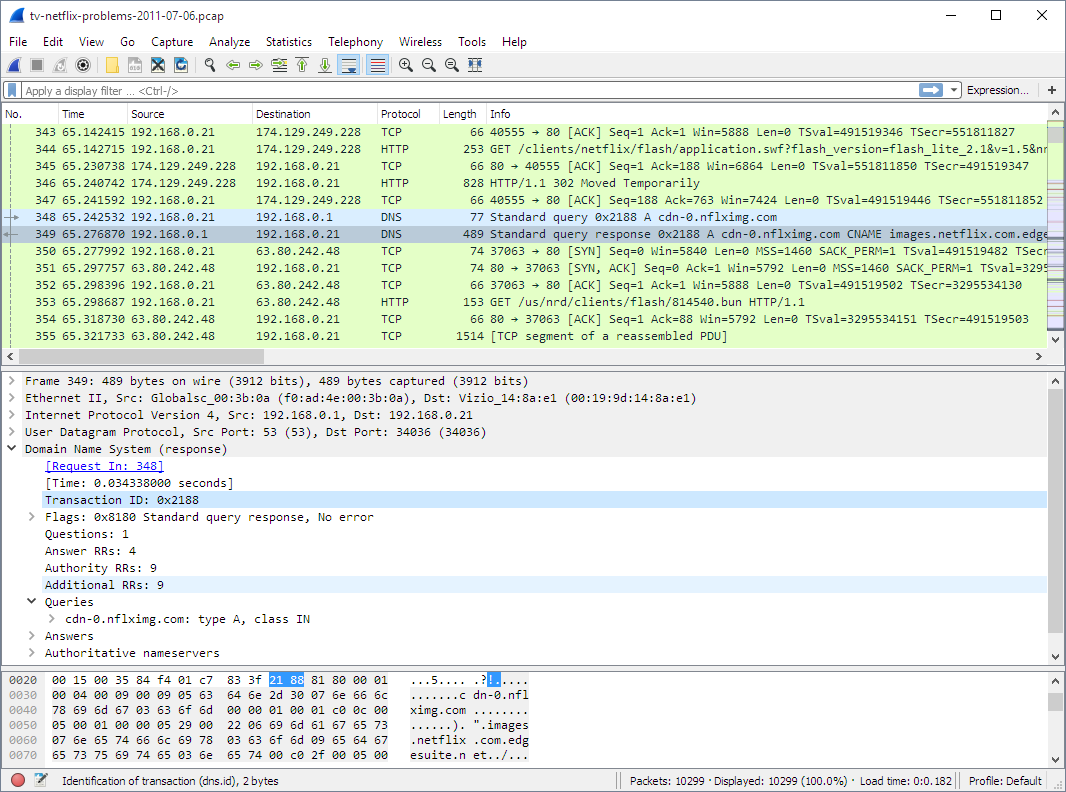 tv-netflix-problems-2011-07-06.pcap
File Edit View Go Capture Analyze Statistics Telephony Wireless Tools Help
Apply a display filter ... <Ctrl-/> Expression... +
No. Time Source Destination Protocol Length Info
343 65.142415 192.168.0.21 174.129.249.228 TCP 66 40555 → 80 [ACK] Seq=1 Ack=1 Win=5888 Len=0 TSval=491519346 TSecr=551811827
344 65.142715 192.168.0.21 174.129.249.228 HTTP 253 GET /clients/netflix/flash/application.swf?flash_version=flash_lite_2.1&v=1.5&nr
345 65.230738 174.129.249.228 192.168.0.21 TCP 66 80 → 40555 [ACK] Seq=1 Ack=188 Win=6864 Len=0 TSval=551811850 TSecr=491519347
346 65.240742 174.129.249.228 192.168.0.21 HTTP 828 HTTP/1.1 302 Moved Temporarily
347 65.241592 192.168.0.21 174.129.249.228 TCP 66 40555 → 80 [ACK] Seq=188 Ack=763 Win=7424 Len=0 TSval=491519446 TSecr=551811852
348 65.242532 192.168.0.21 192.168.0.1 DNS 77 Standard query 0x2188 A cdn-0.nflximg.com
349 65.276870 192.168.0.1 192.168.0.21 DNS 489 Standard query response 0x2188 A cdn-0.nflximg.com CNAME images.netflix.com.edge
350 65.277992 192.168.0.21 63.80.242.48 TCP 74 37063 → 80 [SYN] Seq=0 Win=5840 Len=0 MSS=1460 SACK_PERM=1 TSval=491519482 TSec
351 65.297757 63.80.242.48 192.168.0.21 TCP 74 80 → 37063 [SYN, ACK] Seq=0 Ack=1 Win=5792 Len=0 MSS=1460 SACK_PERM=1 TSval=3295
352 65.298396 192.168.0.21 63.80.242.48 TCP 66 37063 → 80 [ACK] Seq=1 Ack=1 Win=5888 Len=0 TSval=491519502 TSecr=3295534130
353 65.298687 192.168.0.21 63.80.242.48 HTTP 153 GET /us/nrd/clients/flash/814540.bun HTTP/1.1
354 65.318730 63.80.242.48 192.168.0.21 TCP 66 80 → 37063 [ACK] Seq=1 Ack=88 Win=5792 Len=0 TSval=3295534151 TSecr=491519503
355 65.321733 63.80.242.48 192.168.0.21 TCP 1514 [TCP segment of a reassembled PDU]
Frame 349: 489 bytes on wire (3912 bits), 489 bytes captured (3912 bits)
Ethernet II, Src: Globalsc_00:3b:0a (f0:ad:4e:00:3b:0a), Dst: Vizio_14:8a:e1 (00:19:9d:14:8a:e1)
Internet Protocol Version 4, Src: 192.168.0.1, Dst: 192.168.0.21
User Datagram Protocol, Src Port: 53 (53), Dst Port: 34036 (34036)
Domain Name System (response)
[Request In: 348]
[Time: 0.034338000 seconds]
Transaction ID: 0x2188
Flags: 0x8180 Standard query response, No error
Questions: 1
Answer RRs: 4
Authority RRs: 9
Additional RRs: 9
Queries
cdn-0.nflximg.com: type A, class IN
Answers
Authoritative nameservers
0020 00 15 00 35 84 f4 01 c7 83 3f 21 88 81 80 00 01 ...5.... .?!.....
0030 00 04 00 09 00 09 05 63 64 6e 2d 30 07 6e 66 6c .......c dn-0.nfl
0040 78 69 6d 67 03 63 6f 6d 00 00 01 00 01 c0 0c 00 ximg.com ........
0050 05 00 01 00 00 05 29 00 22 06 69 6d 61 67 65 73 ......). ".images
0060 07 6e 65 74 66 6c 69 78 03 63 6f 6d 09 65 64 67 .netflix .com.edg
0070 65 73 75 69 74 65 03 6e 65 74 00 c0 2f 00 05 00 esuite.n et../...
Identification of transaction (dns.id), 2 bytes Packets: 10299 · Displayed: 10299 (100.0%) · Load time: 0:0.182 Profile: Default